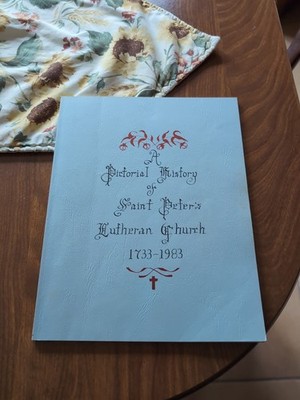 A
Pictorial History
of
Saint Peter's
Lutheran Church
1733-1983